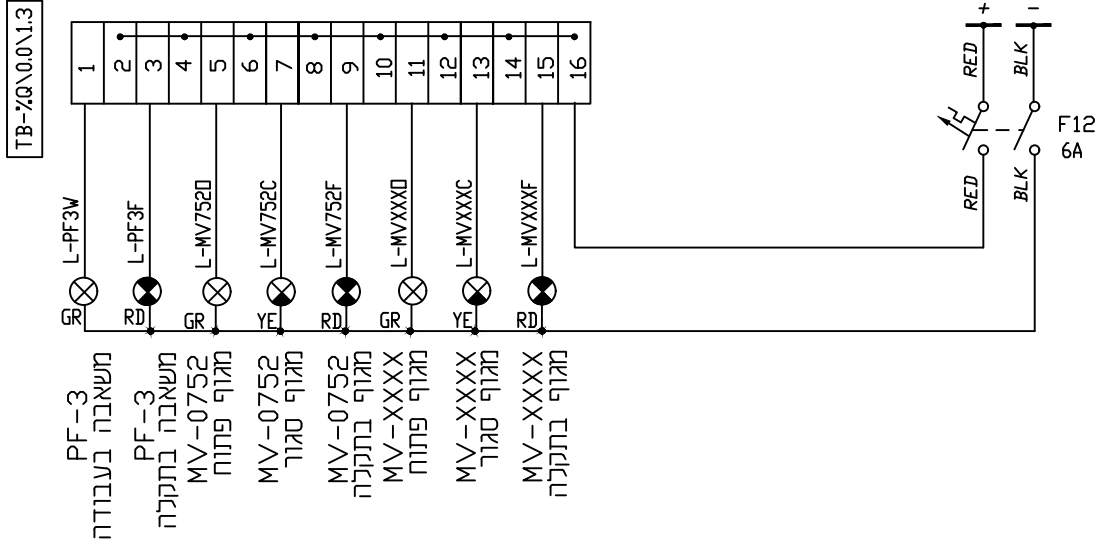 TB-%Q\0.0\1.3
1
2
3
4
5
6
7
8
9
10
11
12
13
14
15
16
+
-
RED
BLK
F12
6A
RED
BLK
L-PF3W
L-PF3F
L-MV752O
L-MV752C
L-MV752F
L-MVXXXO
L-MVXXXC
L-MVXXXF
GR
RD
GR
YE
RD
GR
YE
RD
PF-3
משאבה בעבודה
PF-3
משאבה בתקלה
MV-0752
מגוף פתוח
MV-0752
מגוף סגור
MV-0752
מגוף בתקלה
MV-XXXX
מגוף פתוח
MV-XXXX
מגוף סגור
MV-XXXX
מגוף בתקלה